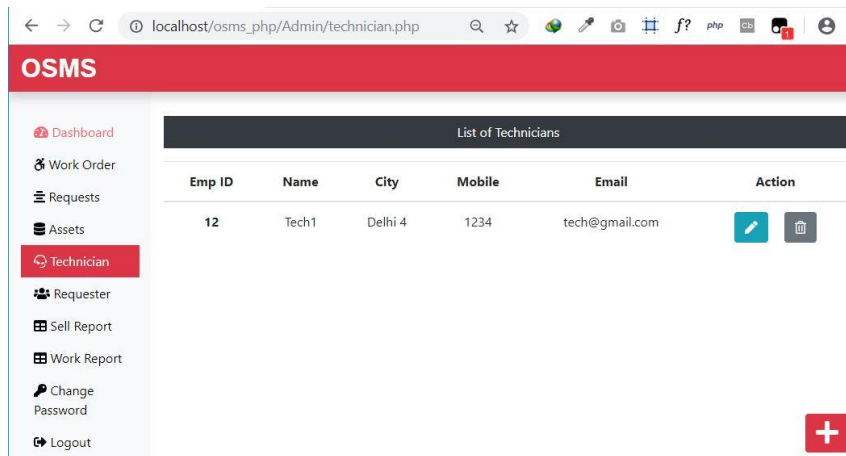 localhost/osms_php/Admin/technician.php
f? php Cb 1
OSMS
Dashboard
Work Order
Requests
Assets
Technician
Requester
Sell Report
Work Report
Change
Password
Logout
List of Technicians
Emp ID Name City Mobile Email Action
12 Tech1 Delhi 4 1234 tech@gmail.com